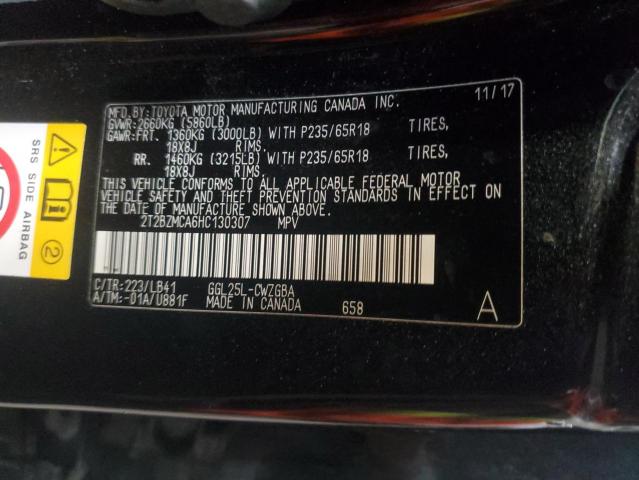 MFD.BY:TOYOTA MOTOR MANUFACTURING CANADA INC. 11/17
GVWR:2660KG (5860LB)
GAWR:FRT. 1360KG (3000LB) WITH P235/65R18 TIRES,
18X8J RIMS.
RR. 1460KG (3215LB) WITH P235/65R18 TIRES,
18X8J RIMS.
THIS VEHICLE CONFORMS TO ALL APPLICABLE FEDERAL MOTOR
VEHICLE SAFETY AND THEFT PREVENTION STANDARDS IN EFFECT ON
THE DATE OF MANUFACTURE SHOWN ABOVE.
2T2BZMCA6HC130307 MPV
C/TR:223/LB41 GGL25L-CWZGBA
A/TM:-01A/U881F MADE IN CANADA 658 A
SRS SIDE AIRBAG
2